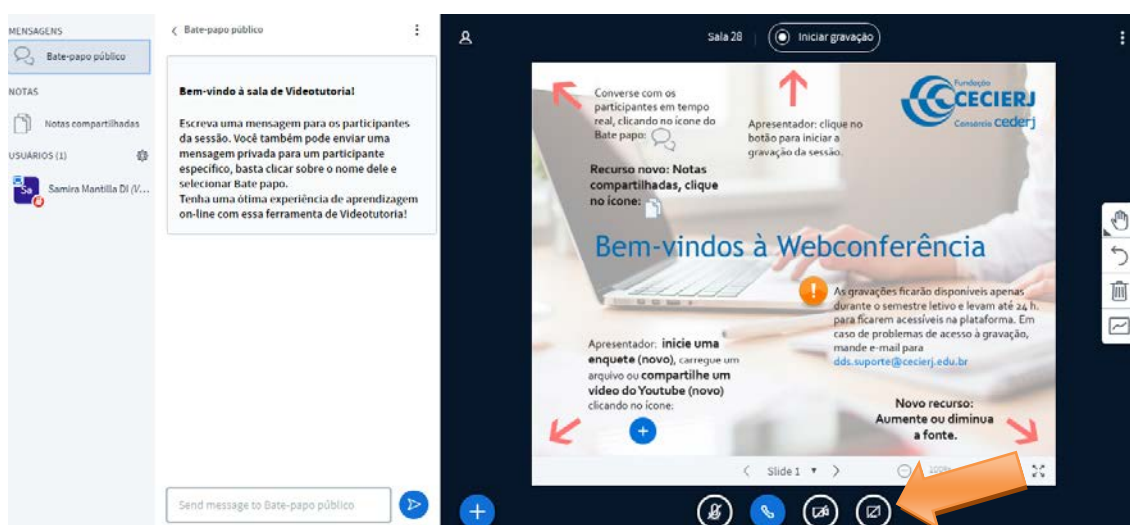 MENSAGENS
Bate-papo público
NOTAS
Notas compartilhadas
USUÁRIOS (1)
Sa
Samira Mantilla DI (V...
Bate-papo público
Bem-vindo à sala de Videotutoria!
Escreva uma mensagem para os participantes
da sessão. Você também pode enviar uma
mensagem privada para um participante
específico, basta clicar sobre o nome dele e
selecionar Bate papo.
Tenha uma ótima experiência de aprendizagem
on-line com essa ferramenta de Videotutoria!
Send message to Bate-papo público
Sala 28
Iniciar gravação
Converse com os
participantes em tempo
real, clicando no ícone do
Bate papo:
Recurso novo: Notas
compartilhadas, clique
no ícone:
Apresentador: clique no
botão para iniciar a
gravação da sessão.
Fundação
CECIERJ
Consórcio cederj
Bem-vindos à Webconferência
As gravações ficarão disponíveis apenas
durante o semestre letivo e levam até 24 h.
para ficarem acessíveis na plataforma. Em
caso de problemas de acesso à gravação,
mande e-mail para
dds.suporte@cecierj.edu.br
Apresentador: inicie uma
enquete (novo), carregue um
arquivo ou compartilhe um
vídeo do Youtube (novo)
clicando no ícone:
Novo recurso:
Aumente ou diminua
a fonte.
Slide 1
100%